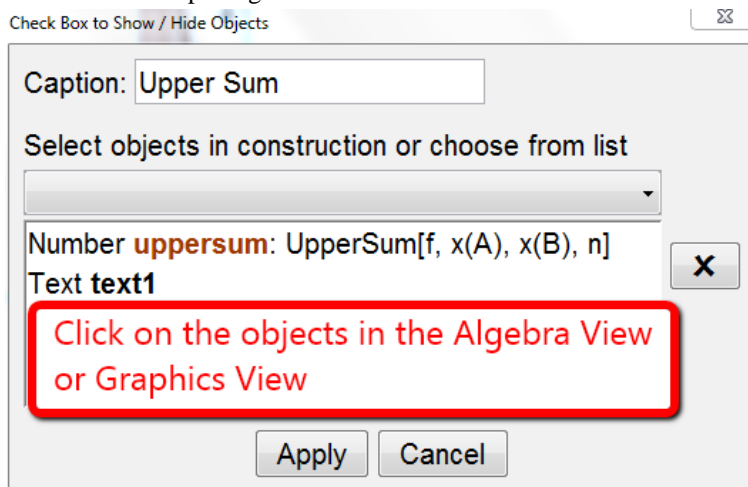 Check Box to Show / Hide Objects
Caption: Upper Sum
Select objects in construction or choose from list
Number uppersum: UpperSum[f, x(A), x(B), n]
Text text1
X
Click on the objects in the Algebra View
or Graphics View
Apply Cancel